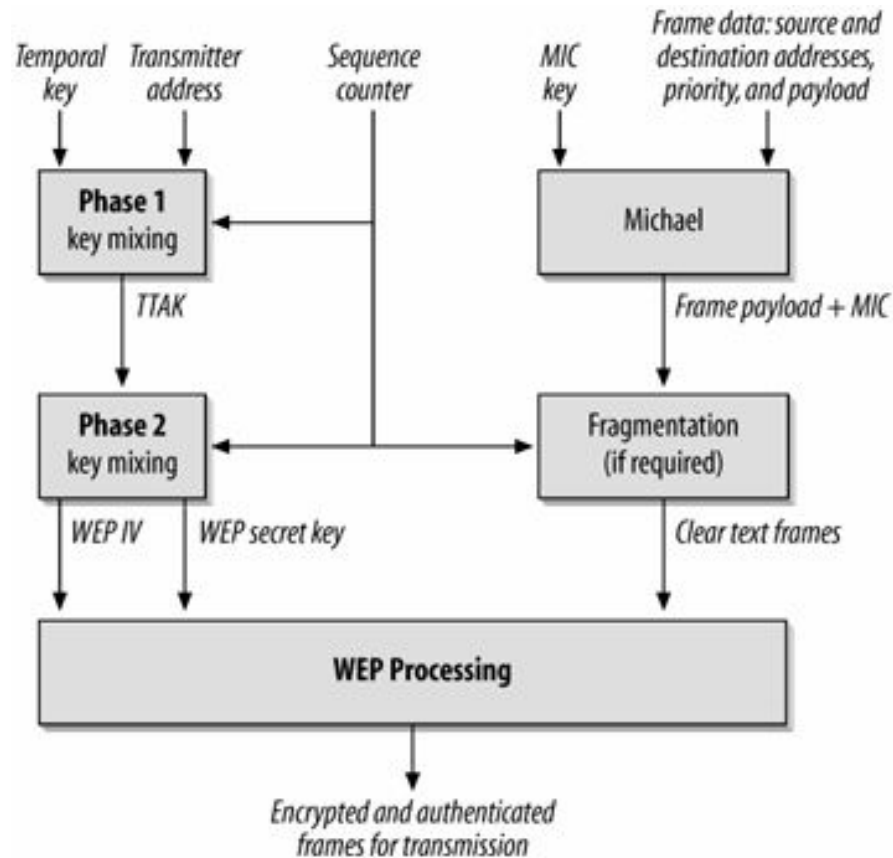 Temporal
key
Transmitter
address
Sequence
counter
MIC
key
Frame data: source and
destination addresses,
priority, and payload
Phase 1
key mixing
Michael
TTAK
Frame payload + MIC
Phase 2
key mixing
Fragmentation
(if required)
WEP IV
WEP secret key
Clear text frames
WEP Processing
Encrypted and authenticated
frames for transmission